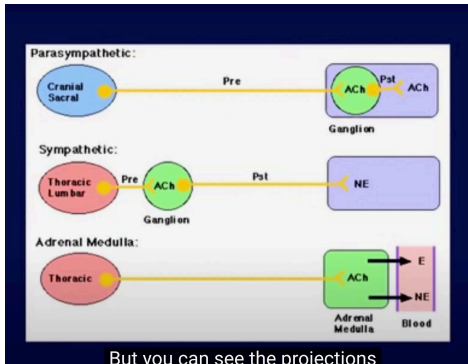 Parasympathetic:
Cranial
Sacral
Pre
ACh
Pst
ACh
Ganglion
Sympathetic:
Thoracic
Lumbar
Pre
ACh
Pst
NE
Ganglion
Adrenal Medulla:
Thoracic
ACh
E
NE
Adrenal
Medulla
Blood
But you can see the projections